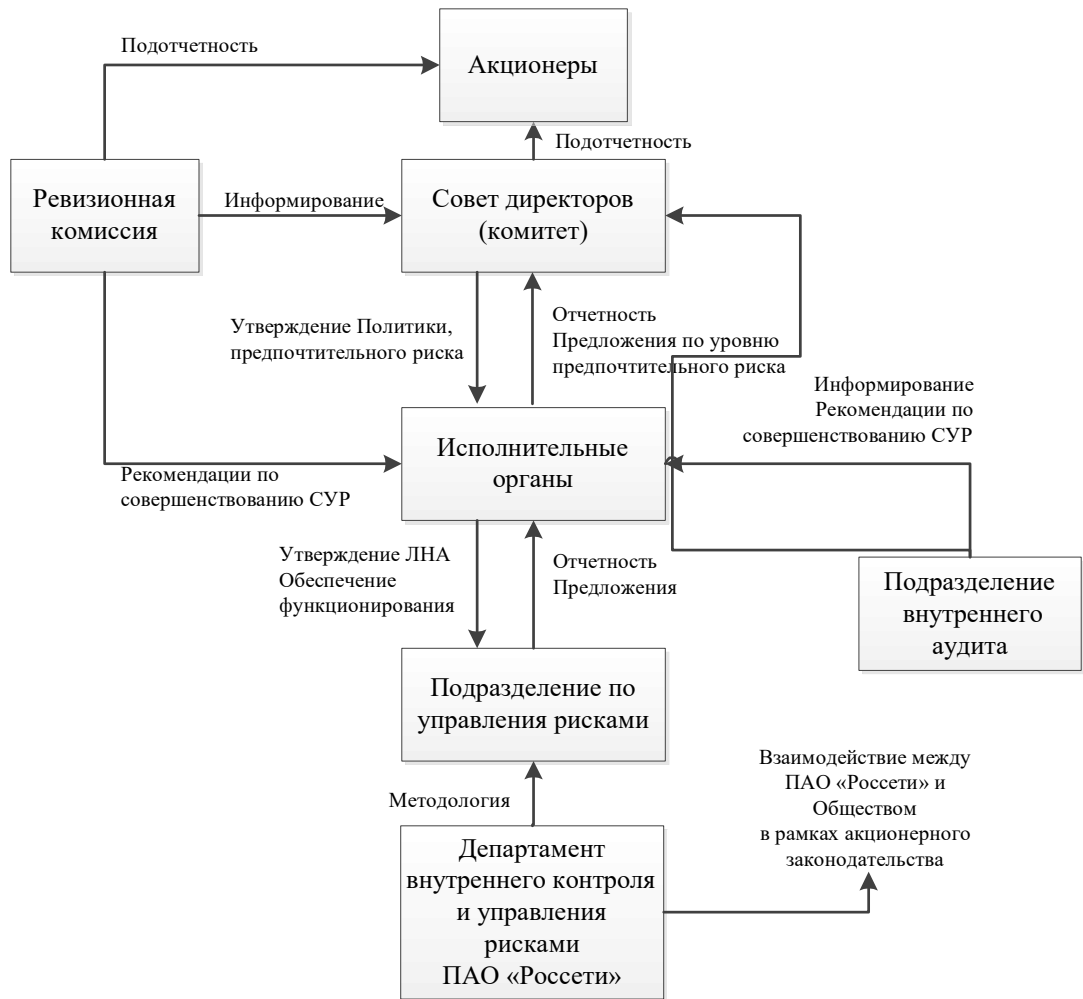 Подотчетность
Акционеры
Подотчетность
Ревизионная
комиссия
Информирование
Совет директоров
(комитет)
Утверждение Политики,
предпочтительного риска
Отчетность
Предложения по уровню
предпочтительного риска
Информирование
Рекомендации по
совершенствованию СУР
Исполнительные
органы
Рекомендации по
совершенствованию СУР
Утверждение ЛНА
Обеспечение
функционирования
Отчетность
Предложения
Подразделение
внутреннего
аудита
Подразделение по
управления рисками
Методология
Взаимодействие между
ПАО «Россети» и
Обществом
в рамках акционерного
законодательства
Департамент
внутреннего контроля
и управления
рисками
ПАО «Россети»